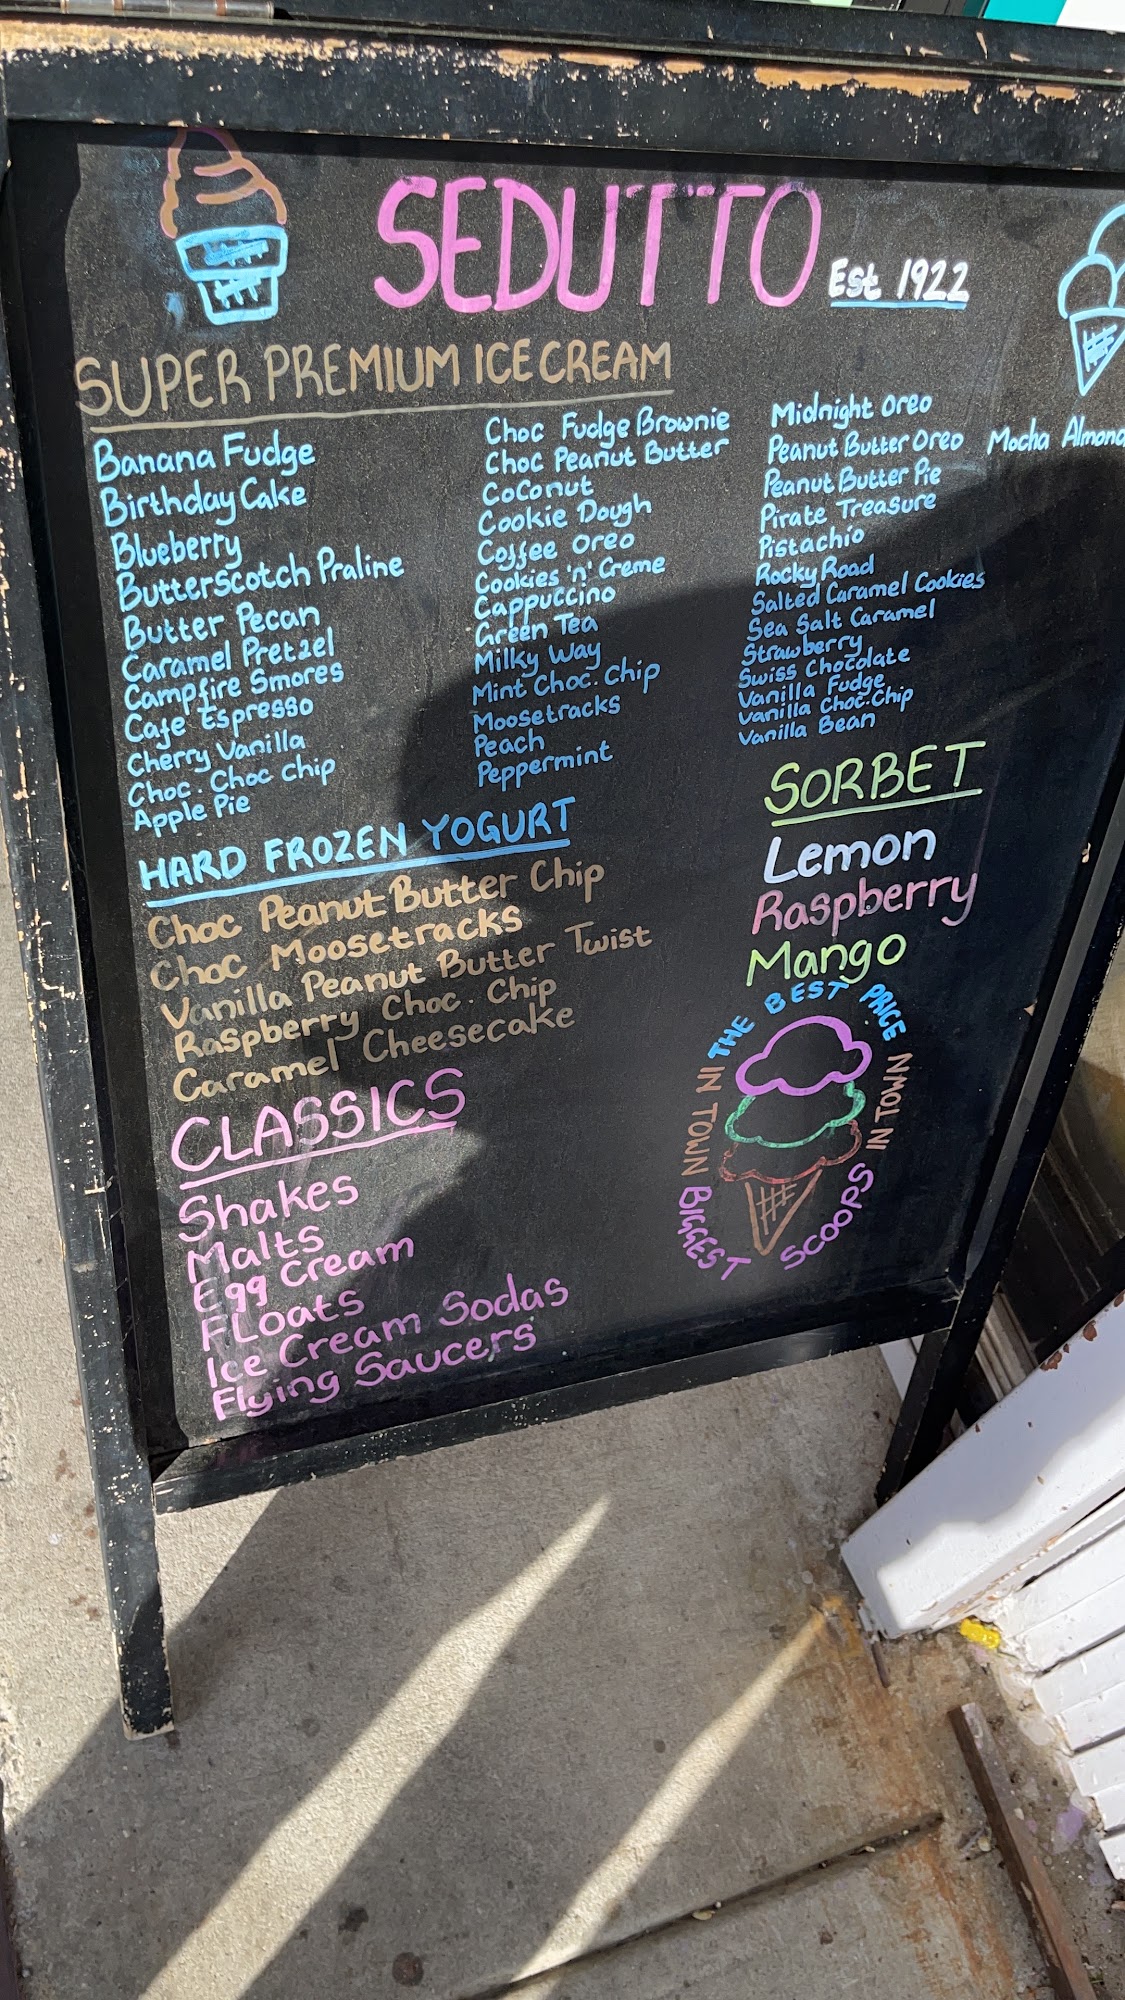 SEDUTTO
Est 1922
SUPER PREMIUM ICE CREAM
Banana Fudge
Birthday Cake
Blueberry
Butterscotch Praline
Butter Pecan
Caramel Pretzel
Campfire Smores
Cafe Espresso
Cherry Vanilla
Choc. Choc Chip
Apple Pie
Choc Fudge Brownie
Choc Peanut Butter
Coconut
Cookie Dough
Coffee Oreo
Cookies 'n' Creme
Cappuccino
Green Tea
Milky Way
Mint Choc. Chip
Moosetracks
Peach
Peppermint
Midnight Oreo
Peanut Butter Oreo
Peanut Butter Pie
Pirate Treasure
Pistachio
Rocky Road
Salted Caramel Cookies
Sea Salt Caramel
Strawberry
Swiss Chocolate
Vanilla Fudge
Vanilla Choc. Chip
Vanilla Bean
Mocha Almond
HARD FROZEN YOGURT
Choc Peanut Butter Chip
Choc Moosetracks
Vanilla Peanut Butter Twist
Raspberry Choc. Chip
Caramel Cheesecake
SORBET
Lemon
Raspberry
Mango
CLASSICS
Shakes
Malts
Egg Cream
Floats
Ice Cream Sodas
Flying Saucers
THE BEST PRICE IN TOWN
BIGGEST SCOOPS IN TOWN